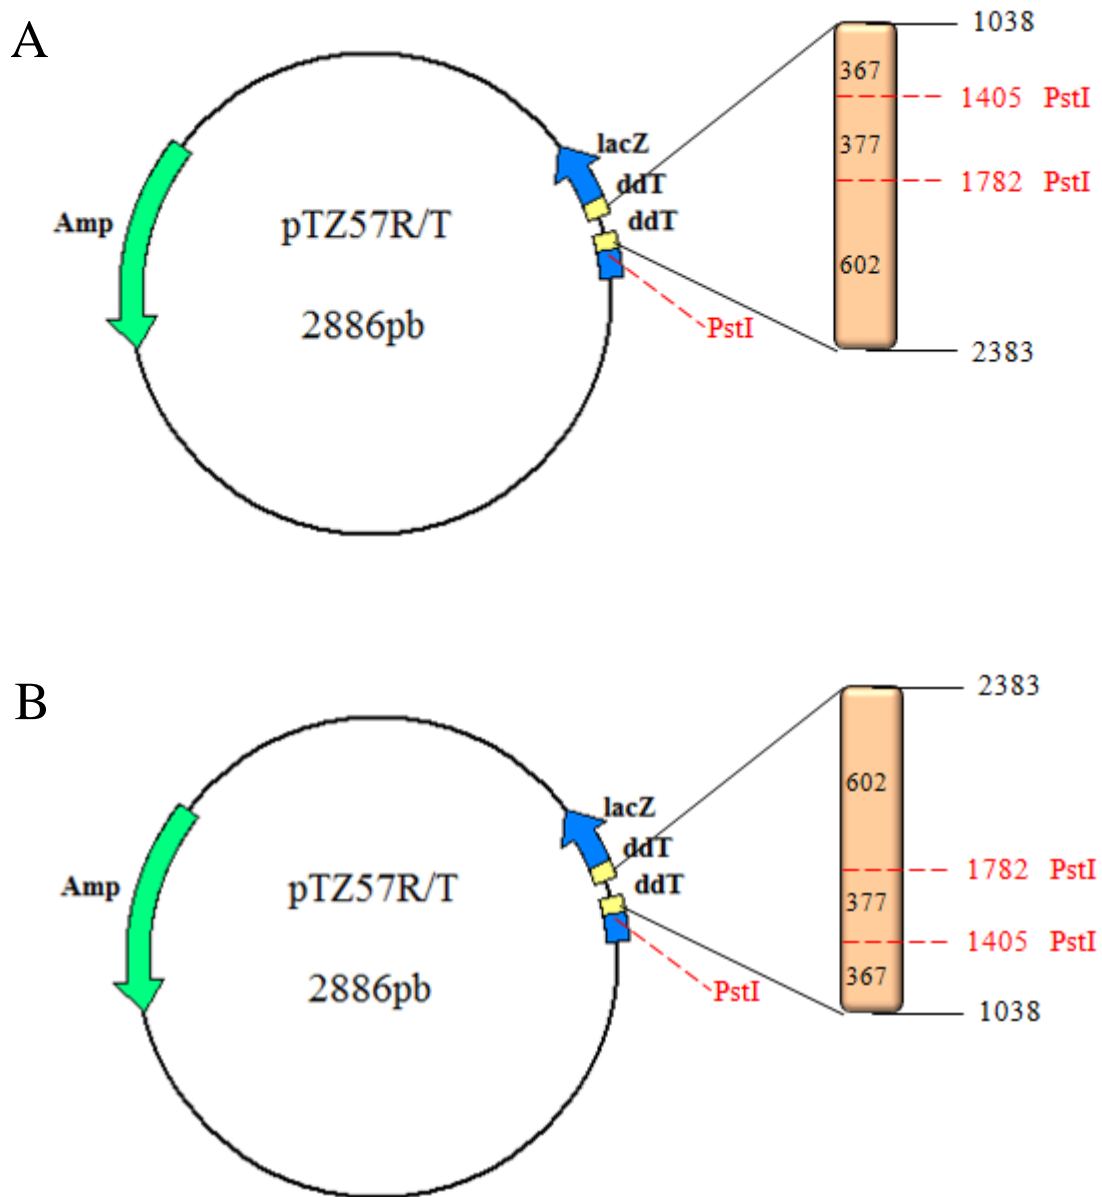 A
1038
367
1405 PstI
lacZ
377
ddT
1782 PstI
Amp
pTZ57R/T
ddT
602
2886pb
PstI
2383
B
2383
602
lacZ
ddT
1782 PstI
Amp
pTZ57R/T
ddT
377
1405 PstI
367
2886pb
PstI
1038